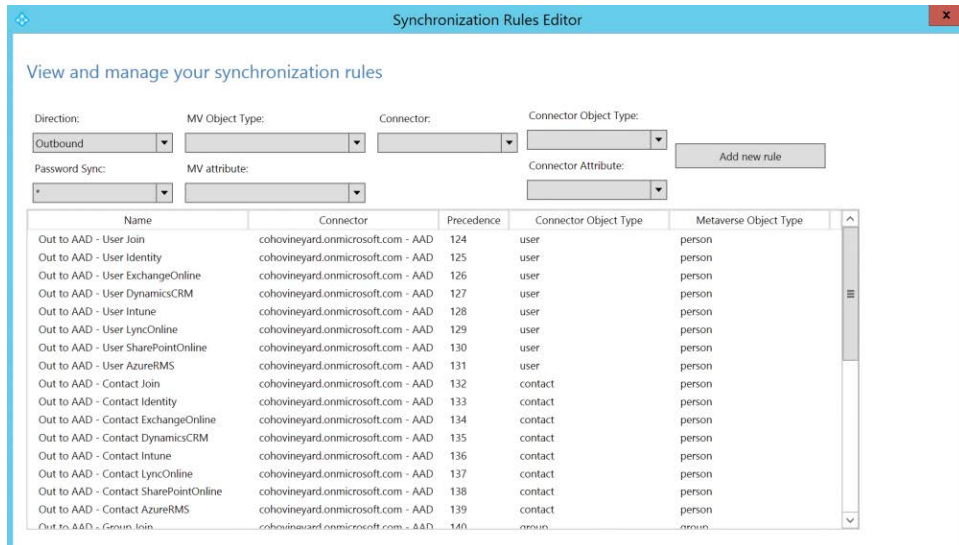 Synchronization Rules Editor
x
View and manage your synchronization rules
Direction: MV Object Type: Connector: Connector Object Type:
Outbound
Add new rule
Password Sync: MV attribute: Connector Attribute:
*
Name Connector Precedence Connector Object Type Metaverse Object Type
Out to AAD - User Join cohovineyard.onmicrosoft.com - AAD 124 user person
Out to AAD - User Identity cohovineyard.onmicrosoft.com - AAD 125 user person
Out to AAD - User ExchangeOnline cohovineyard.onmicrosoft.com - AAD 126 user person
Out to AAD - User DynamicsCRM cohovineyard.onmicrosoft.com - AAD 127 user person
Out to AAD - User Intune cohovineyard.onmicrosoft.com - AAD 128 user person
Out to AAD - User LyncOnline cohovineyard.onmicrosoft.com - AAD 129 user person
Out to AAD - User SharePointOnline cohovineyard.onmicrosoft.com - AAD 130 user person
Out to AAD - User AzureRMS cohovineyard.onmicrosoft.com - AAD 131 user person
Out to AAD - Contact Join cohovineyard.onmicrosoft.com - AAD 132 contact person
Out to AAD - Contact Identity cohovineyard.onmicrosoft.com - AAD 133 contact person
Out to AAD - Contact ExchangeOnline cohovineyard.onmicrosoft.com - AAD 134 contact person
Out to AAD - Contact DynamicsCRM cohovineyard.onmicrosoft.com - AAD 135 contact person
Out to AAD - Contact Intune cohovineyard.onmicrosoft.com - AAD 136 contact person
Out to AAD - Contact LyncOnline cohovineyard.onmicrosoft.com - AAD 137 contact person
Out to AAD - Contact SharePointOnline cohovineyard.onmicrosoft.com - AAD 138 contact person
Out to AAD - Contact AzureRMS cohovineyard.onmicrosoft.com - AAD 139 contact person
Out to AAD - Group Join cohovineyard.onmicrosoft.com - AAD 140 group group